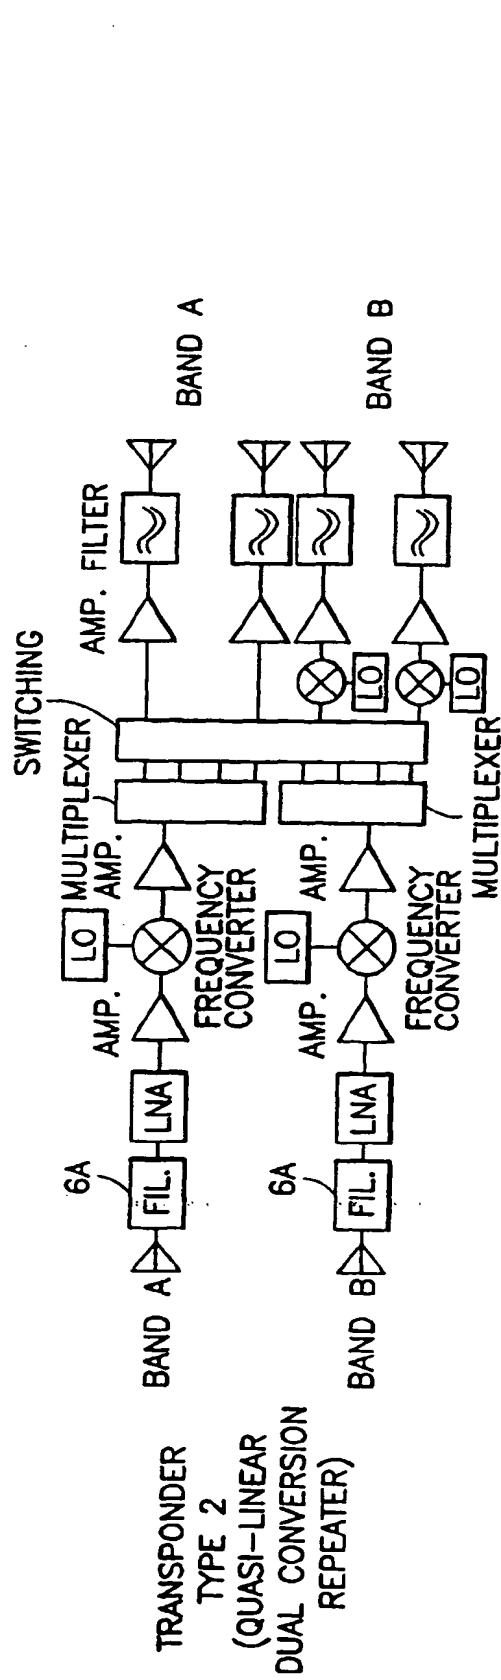 TRANSPONDER
TYPE 2
(QUASI-LINEAR
DUAL CONVERSION
REPEATER)
BAND A
6A
FIL.
LNA
AMP.
LO
FREQUENCY
CONVERTER
AMP.
MULTIPLEXER
SWITCHING
AMP.
FILTER
BAND A
BAND B
6A
FIL.
LNA
AMP.
LO
FREQUENCY
CONVERTER
AMP.
MULTIPLEXER
LO
LO
BAND B